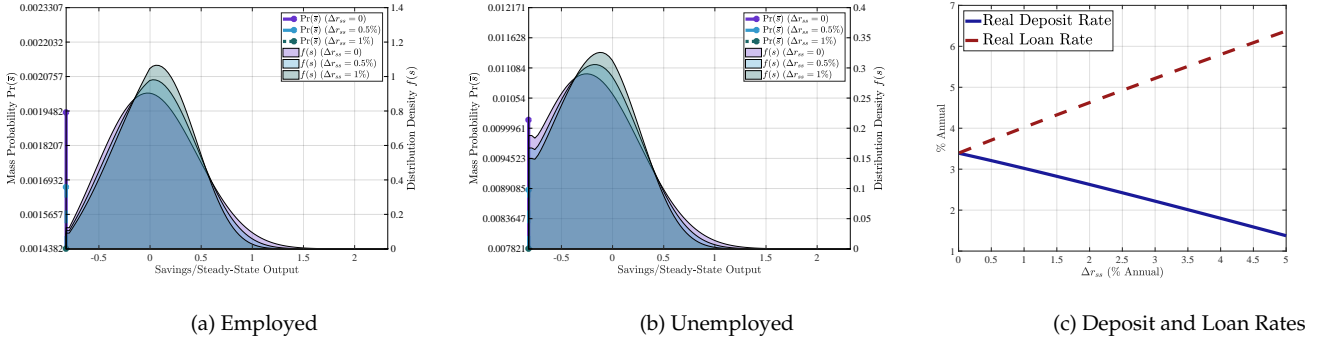 0.0023307
0.0022032
0.0020757
0.0019482
0.0018207
0.0016932
0.0015657
0.0014382
Mass Probability Pr(s̅)
1.4
1.2
1
0.8
0.6
0.4
0.2
0
Distribution Density f(s)
Pr(s̅) (Δr_ss = 0)
Pr(s̅) (Δr_ss = 0.5%)
Pr(s̅) (Δr_ss = 1%)
f(s) (Δr_ss = 0)
f(s) (Δr_ss = 0.5%)
f(s) (Δr_ss = 1%)
-0.5 0 0.5 1 1.5 2
Savings/Steady-State Output
(a) Employed
0.012171
0.011628
0.011084
0.01054
0.0099961
0.0094523
0.0089085
0.0083647
0.007821
Mass Probability Pr(s̅)
0.4
0.35
0.3
0.25
0.2
0.15
0.1
0.05
0
Distribution Density f(s)
Pr(s̅) (Δr_ss = 0)
Pr(s̅) (Δr_ss = 0.5%)
Pr(s̅) (Δr_ss = 1%)
f(s) (Δr_ss = 0)
f(s) (Δr_ss = 0.5%)
f(s) (Δr_ss = 1%)
-0.5 0 0.5 1 1.5 2
Savings/Steady-State Output
(b) Unemployed
7
6
5
4
3
2
1
% Annual
Real Deposit Rate
Real Loan Rate
0 0.5 1 1.5 2 2.5 3 3.5 4 4.5 5
Δr_ss (% Annual)
(c) Deposit and Loan Rates